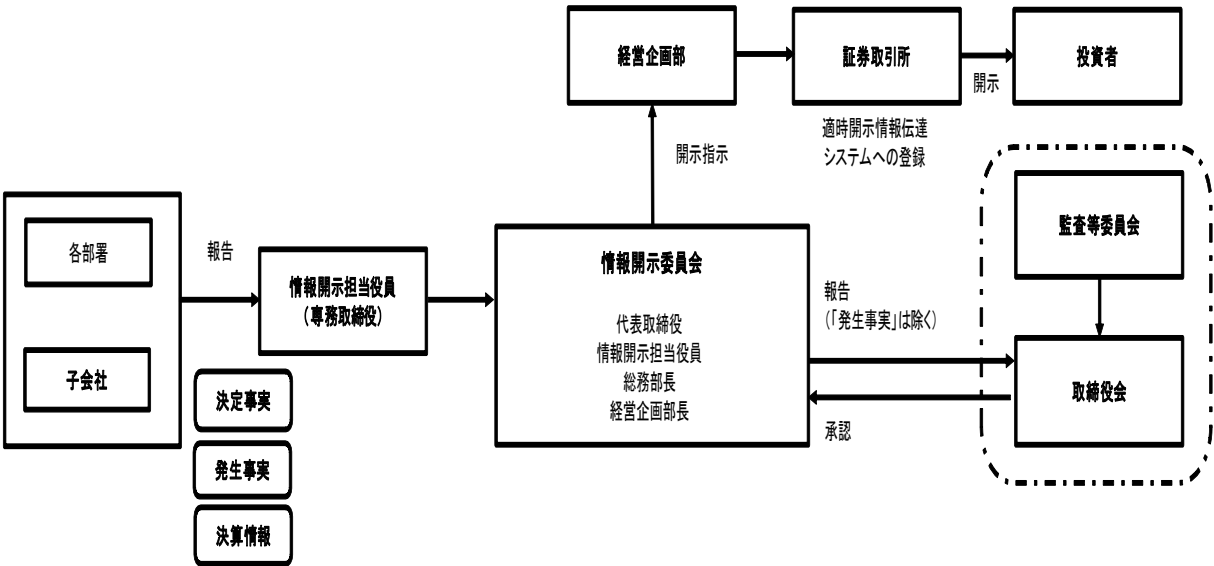 経営企画部
証券取引所
投資者
開示
適時開示情報伝達
システムへの登録
開示指示
監査等委員会
各部署
報告
子会社
情報開示担当役員
（専務取締役）
情報開示委員会
代表取締役
情報開示担当役員
総務部長
経営企画部長
報告
（「発生事実」は除く）
取締役会
承認
決定事実
発生事実
決算情報